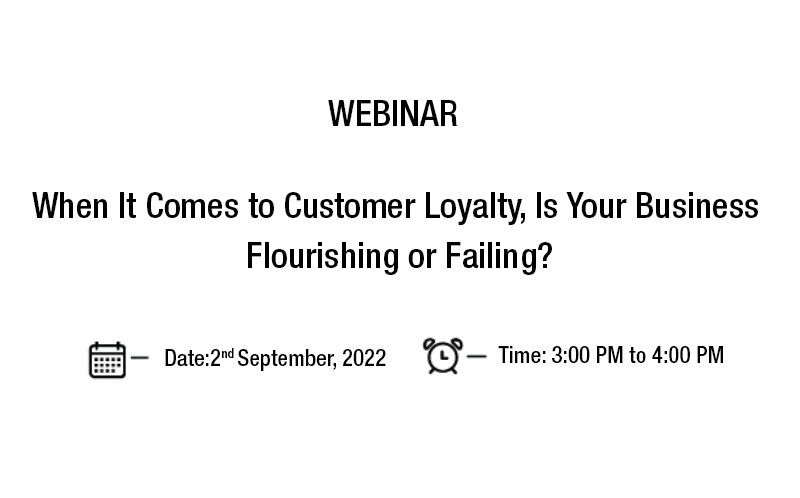 WEBINAR
When It Comes to Customer Loyalty, Is Your Business
Flourishing or Failing?
Date:2nd September, 2022
Time: 3:00 PM to 4:00 PM